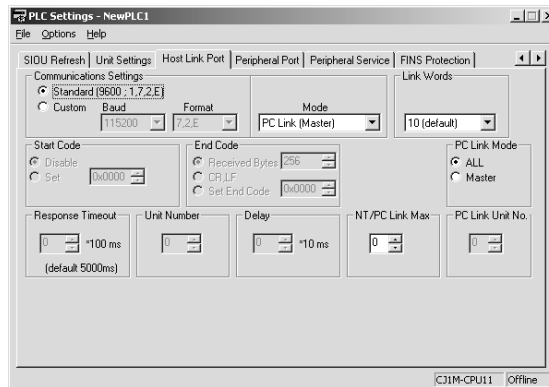 PLC Settings - NewPLC1
File Options Help
SIOU Refresh Unit Settings Host Link Port Peripheral Port Peripheral Service FINS Protection
Communications Settings
Standard (9600 ; 1,7,2,E)
Custom Baud Format
115200 7,2,E
Mode
PC Link (Master)
Link Words
10 (default)
Start Code
Disable
Set 0x0000
End Code
Received Bytes 256
CR,LF
Set End Code 0x0000
PC Link Mode
ALL
Master
Response Timeout
0 *100 ms
(default 5000ms)
Unit Number
0
Delay
0 *10 ms
NT/PC Link Max
0
PC Link Unit No.
0
CJ1M-CPU11 Offline